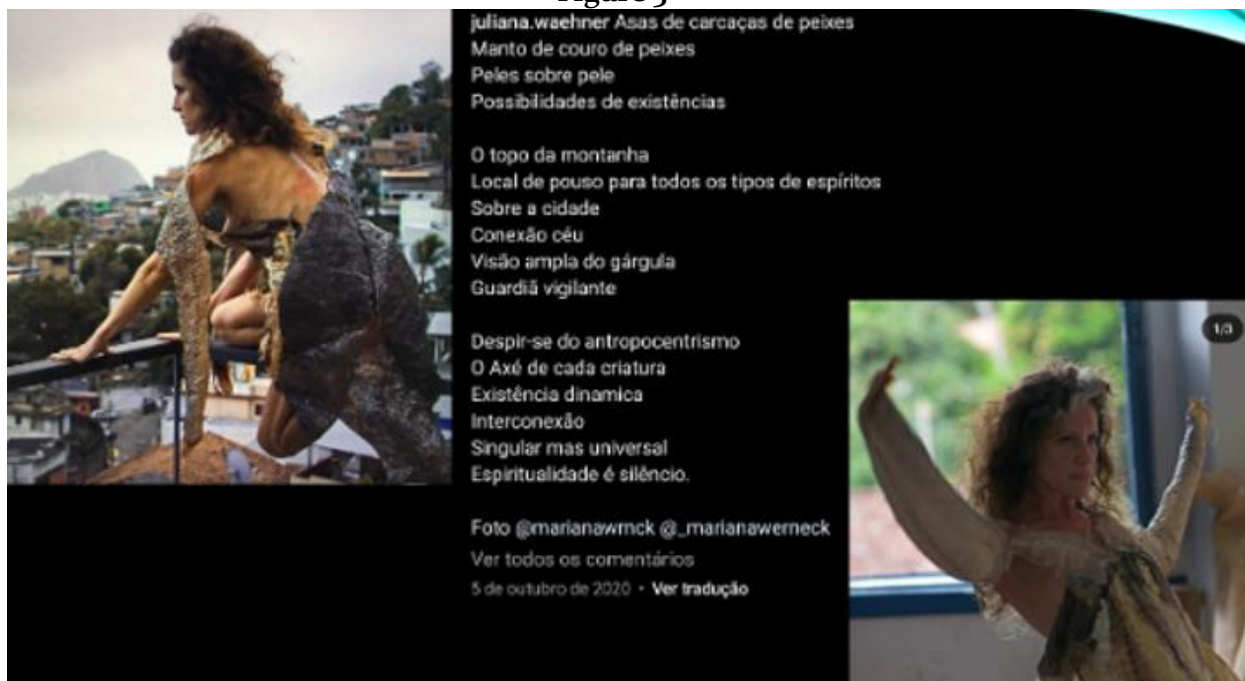 juliana.waehner Asas de carcaças de peixes
Manto de couro de peixes
Peles sobre pele
Possibilidades de existências
O topo da montanha
Local de pouso para todos os tipos de espíritos
Sobre a cidade
Conexão céu
Visão ampla do gárgula
Guardiã vigilante
Despir-se do antropocentrismo
O Axé de cada criatura
Existência dinamica
Interconexão
Singular mas universal
Espiritualidade é silêncio.
Foto @marianawrnck @_marianawerneck
Ver todos os comentários
5 de outubro de 2020 • Ver tradução
1/3